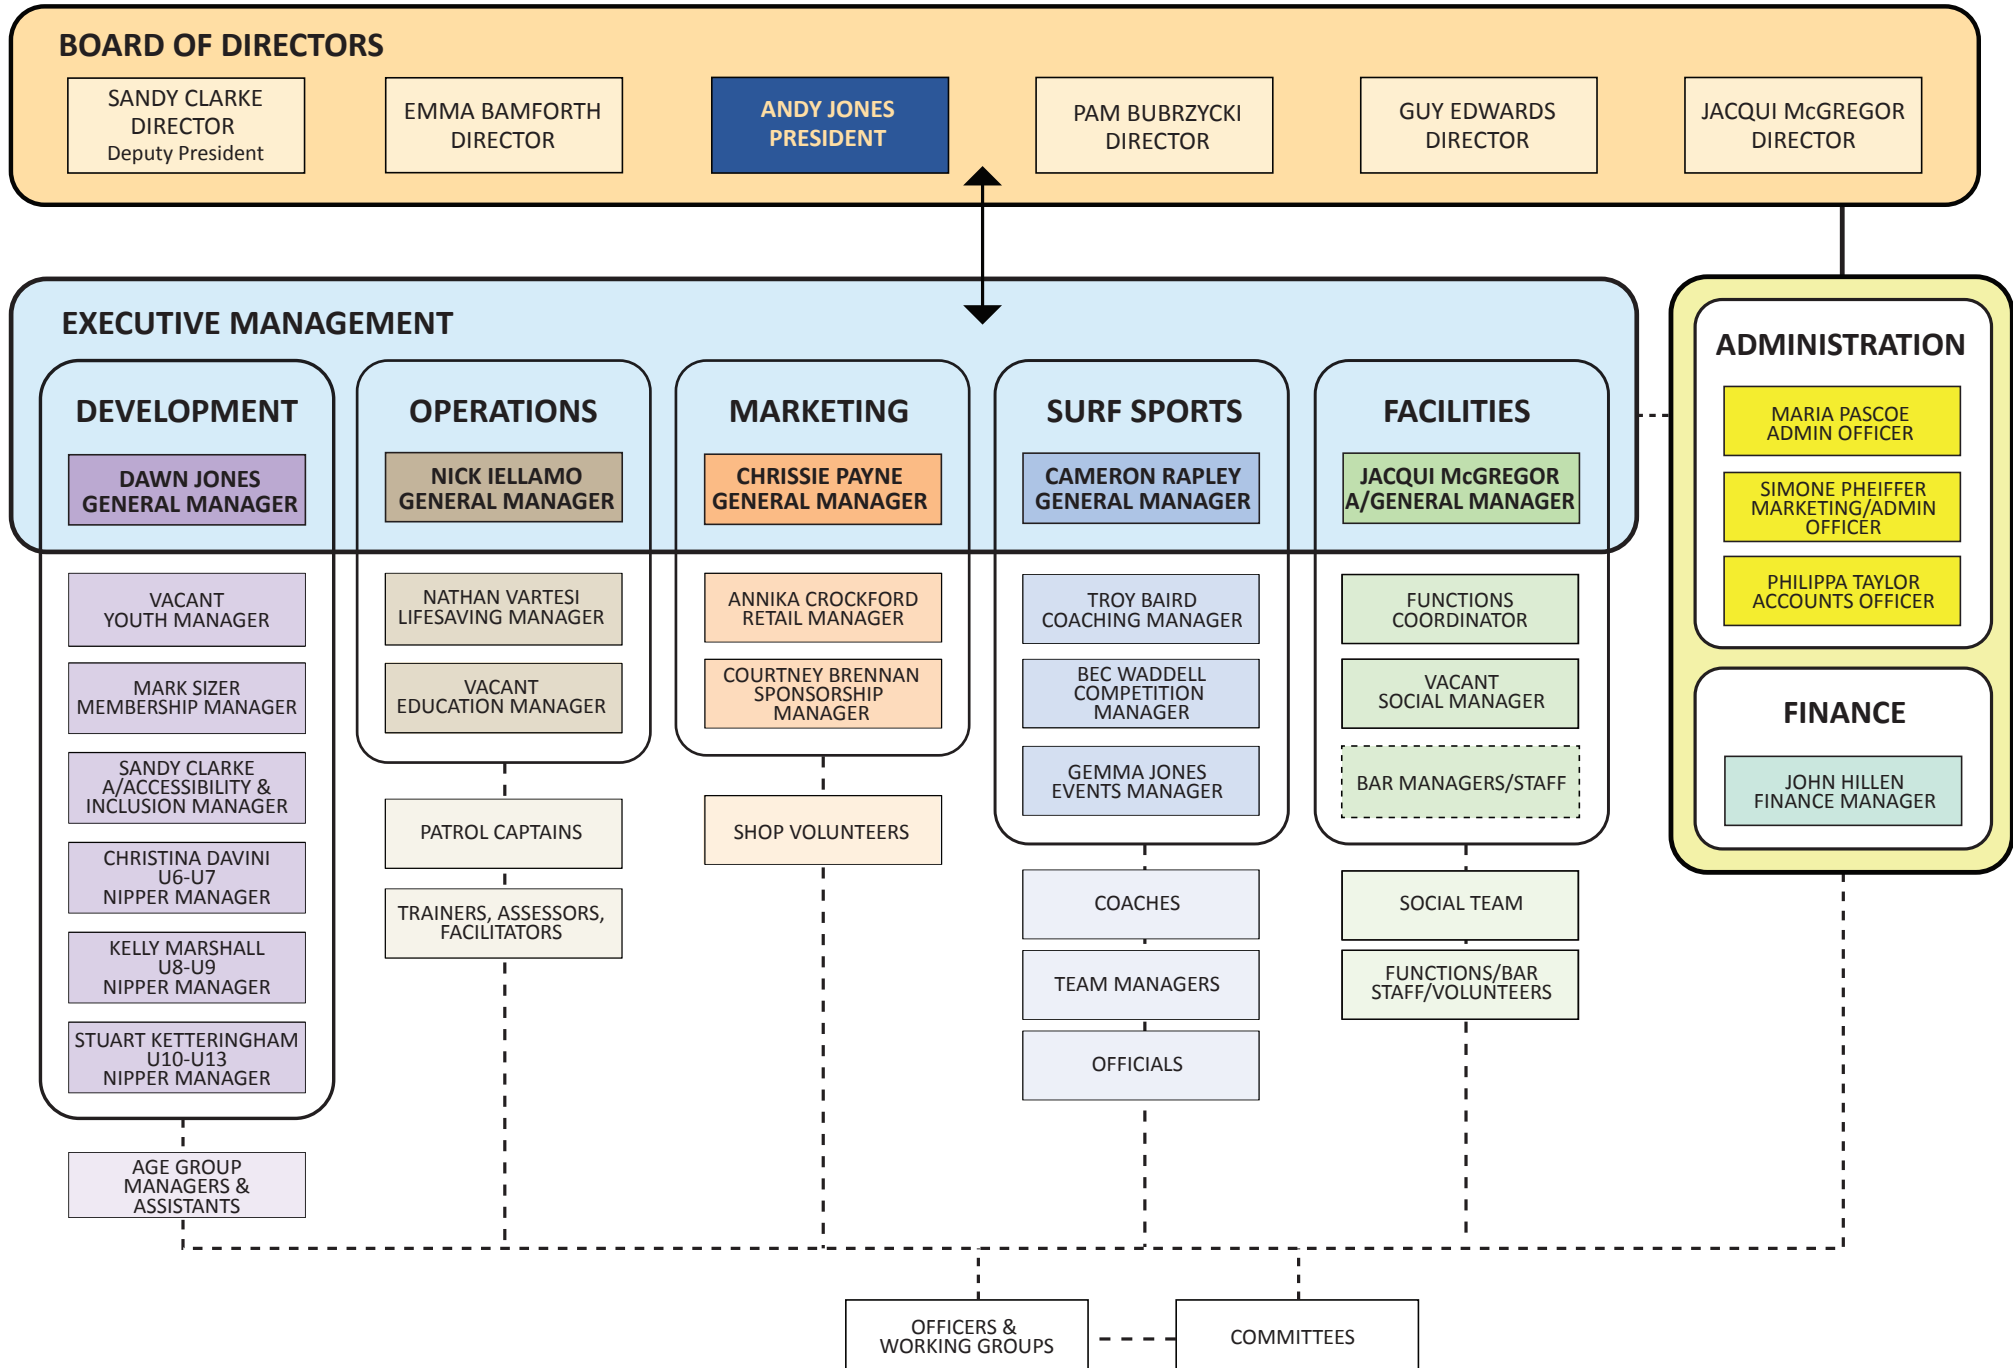 BOARD OF DIRECTORS
SANDY CLARKE
DIRECTOR
Deputy President
EMMA BAMFORTH
DIRECTOR
ANDY JONES
PRESIDENT
PAM BUBRZYCKI
DIRECTOR
GUY EDWARDS
DIRECTOR
JACQUI McGREGOR
DIRECTOR
EXECUTIVE MANAGEMENT
DEVELOPMENT
DAWN JONES
GENERAL MANAGER
VACANT
YOUTH MANAGER
MARK SIZER
MEMBERSHIP MANAGER
SANDY CLARKE
A/ACCESSIBILITY &
INCLUSION MANAGER
CHRISTINA DAVINI
U6-U7
NIPPER MANAGER
KELLY MARSHALL
U8-U9
NIPPER MANAGER
STUART KETTERINGHAM
U10-U13
NIPPER MANAGER
AGE GROUP
MANAGERS &
ASSISTANTS
OPERATIONS
NICK IELLAMO
GENERAL MANAGER
NATHAN VARTESI
LIFESAVING MANAGER
VACANT
EDUCATION MANAGER
PATROL CAPTAINS
TRAINERS, ASSESSORS,
FACILITATORS
MARKETING
CHRISSIE PAYNE
GENERAL MANAGER
ANNIKA CROCKFORD
RETAIL MANAGER
COURTNEY BRENNAN
SPONSORSHIP
MANAGER
SHOP VOLUNTEERS
SURF SPORTS
CAMERON RAPLEY
GENERAL MANAGER
TROY BAIRD
COACHING MANAGER
BEC WADDELL
COMPETITION
MANAGER
GEMMA JONES
EVENTS MANAGER
COACHES
TEAM MANAGERS
OFFICIALS
FACILITIES
JACQUI McGREGOR
A/GENERAL MANAGER
FUNCTIONS
COORDINATOR
VACANT
SOCIAL MANAGER
BAR MANAGERS/STAFF
SOCIAL TEAM
FUNCTIONS/BAR
STAFF/VOLUNTEERS
ADMINISTRATION
MARIA PASCOE
ADMIN OFFICER
SIMONE PHEIFFER
MARKETING/ADMIN
OFFICER
PHILIPPA TAYLOR
ACCOUNTS OFFICER
FINANCE
JOHN HILLEN
FINANCE MANAGER
OFFICERS &
WORKING GROUPS
COMMITTEES